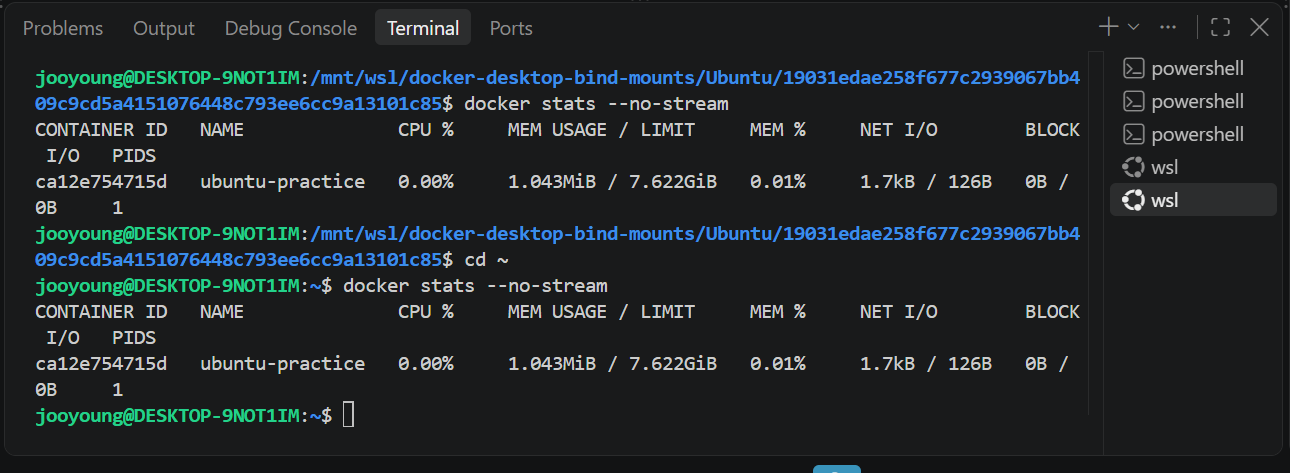 Problems Output Debug Console Terminal Ports
jooyoung@DESKTOP-9NOT1IM:/mnt/wsl/docker-desktop-bind-mounts/Ubuntu/19031edae258f677c2939067bb4
09c9cd5a4151076448c793ee6cc9a13101c85$ docker stats --no-stream
CONTAINER ID   NAME              CPU %     MEM USAGE / LIMIT     MEM %     NET I/O        BLOCK
 I/O   PIDS
ca12e754715d   ubuntu-practice   0.00%     1.043MiB / 7.622GiB   0.01%     1.7kB / 126B   0B /
0B     1
jooyoung@DESKTOP-9NOT1IM:/mnt/wsl/docker-desktop-bind-mounts/Ubuntu/19031edae258f677c2939067bb4
09c9cd5a4151076448c793ee6cc9a13101c85$ cd ~
jooyoung@DESKTOP-9NOT1IM:~$ docker stats --no-stream
CONTAINER ID   NAME              CPU %     MEM USAGE / LIMIT     MEM %     NET I/O        BLOCK
 I/O   PIDS
ca12e754715d   ubuntu-practice   0.00%     1.043MiB / 7.622GiB   0.01%     1.7kB / 126B   0B /
0B     1
jooyoung@DESKTOP-9NOT1IM:~$
powershell
powershell
powershell
wsl
wsl